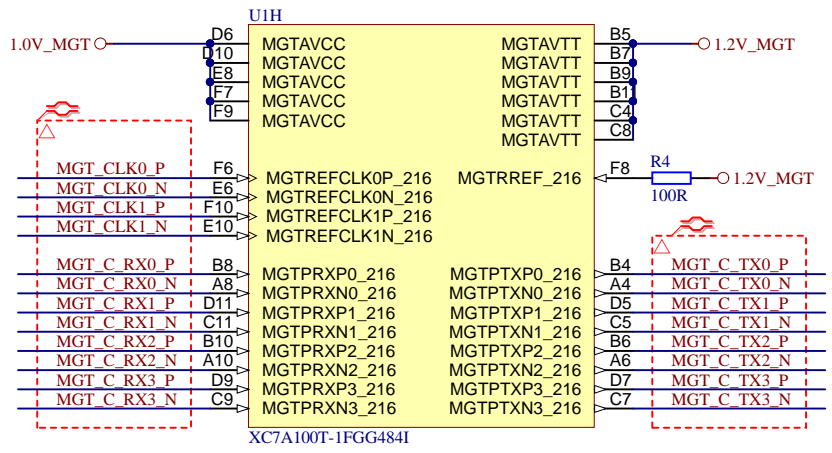 U1H
1.0V_MGT D6 MGTAVCC MGTAVTT B5 1.2V_MGT
D10 MGTAVCC MGTAVTT B7
E8 MGTAVCC MGTAVTT B9
F7 MGTAVCC MGTAVTT B11
F9 MGTAVCC MGTAVTT C4
MGTAVTT C8
MGT_CLK0_P F6 MGTREFCLK0P_216 MGTRREF_216 F8 R4 100R 1.2V_MGT
MGT_CLK0_N E6 MGTREFCLK0N_216
MGT_CLK1_P F10 MGTREFCLK1P_216
MGT_CLK1_N E10 MGTREFCLK1N_216
MGT_C_RX0_P B8 MGTPRXP0_216 MGTPTXP0_216 B4 MGT_C_TX0_P
MGT_C_RX0_N A8 MGTPRXN0_216 MGTPTXN0_216 A4 MGT_C_TX0_N
MGT_C_RX1_P D11 MGTPRXP1_216 MGTPTXP1_216 D5 MGT_C_TX1_P
MGT_C_RX1_N C11 MGTPRXN1_216 MGTPTXN1_216 C5 MGT_C_TX1_N
MGT_C_RX2_P B10 MGTPRXP2_216 MGTPTXP2_216 B6 MGT_C_TX2_P
MGT_C_RX2_N A10 MGTPRXN2_216 MGTPTXN2_216 A6 MGT_C_TX2_N
MGT_C_RX3_P D9 MGTPRXP3_216 MGTPTXP3_216 D7 MGT_C_TX3_P
MGT_C_RX3_N C9 MGTPRXN3_216 MGTPTXN3_216 C7 MGT_C_TX3_N
XC7A100T-1FGG484I